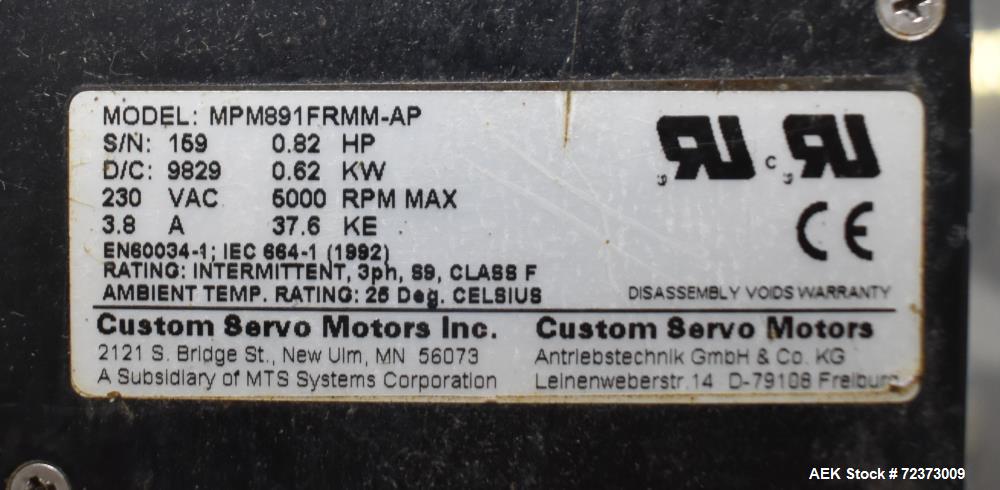 MODEL: MPM891FRMM-AP
S/N: 159 0.82 HP
D/C: 9829 0.62 KW
230 VAC 5000 RPM MAX
3.8 A 37.6 KE
EN60034-1; IEC 664-1 (1992)
RATING: INTERMITTENT, 3ph, S9, CLASS F
AMBIENT TEMP. RATING: 25 Deg. CELSIUS
c
CE
DISASSEMBLY VOIDS WARRANTY
Custom Servo Motors Inc.
2121 S. Bridge St., New Ulm, MN 56073
A Subsidiary of MTS Systems Corporation
Custom Servo Motors
Antriebstechnik GmbH & Co. KG
Leinenweberstr.14 D-79108 Freiburg
AEK Stock # 72373009